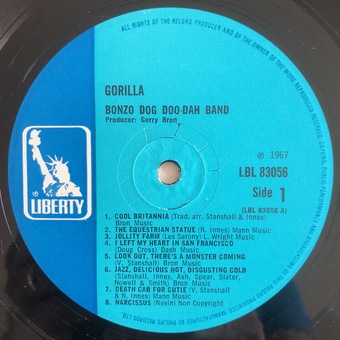 ALL RIGHTS OF THE RECORD PRODUCER AND OF THE OWNER OF THE WORK REPRODUCED RESERVED.
GORILLA
BONZO DOG DOO-DAH BAND
Producer: Gerry Bron
℗ 1967
LBL 83056
Side 1
(LBL 83056 A)
LIBERTY
1. COOL BRITANNIA (Trad. arr. Stanshall & Innes)
Bron Music
2. THE EQUESTRIAN STATUE (N. Innes) Mann Music
3. JOLLITY FARM (Les Sarony) L. Wright Music
4. I LEFT MY HEART IN SAN FRANCISCO
(Doug Cross) Dash Music
5. LOOK OUT, THERE'S A MONSTER COMING
(V. Stanshall) Bron Music
6. JAZZ, DELICIOUS HOT, DISGUSTING COLD
(Stanshall, Innes, Ash, Spear, Slater,
Nowell & Smith) Bron Music
7. DEATH CAB FOR CUTIE (V. Stanshall
& N. Innes) Mann Music
8. NARCISSUS (Nevin) Non Copyright
MANUFACTURED BY PHILIPS RECORDS LTD.